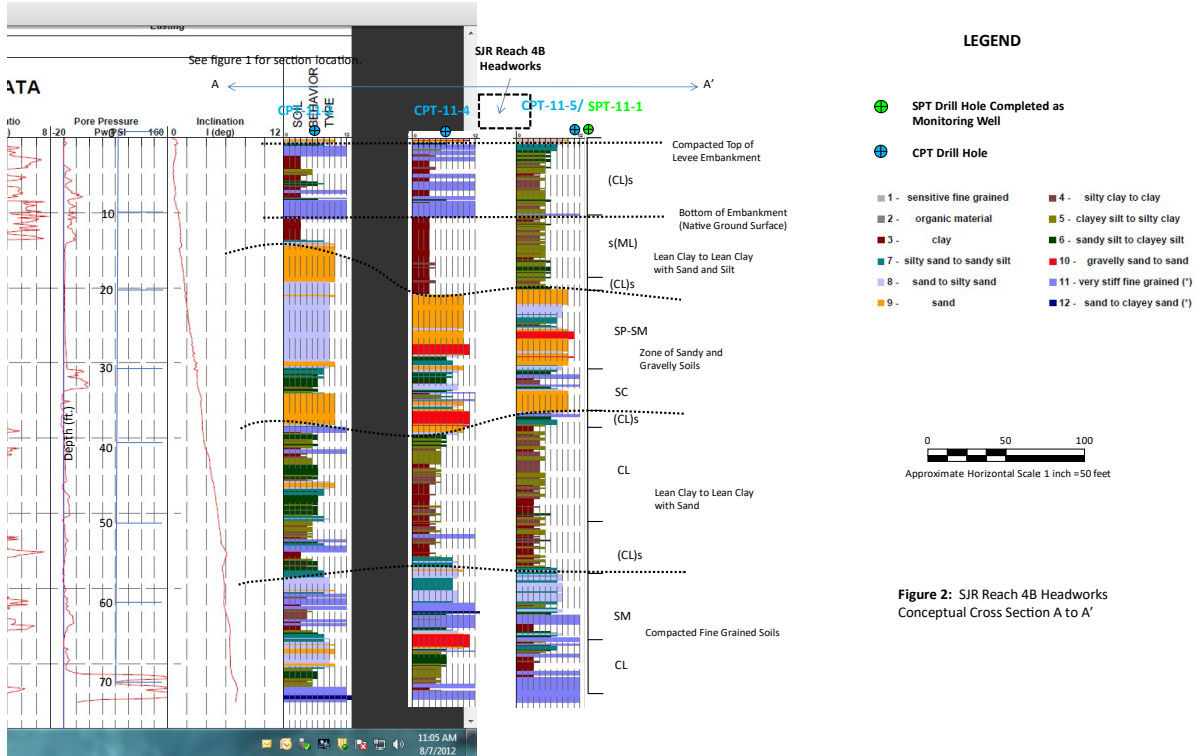 Easting
See figure 1 for section location.
SJR Reach 4B
Headworks
LEGEND
A
A'
ATA
SOIL
BEHAVIOR
TYPE
CPT-11-4
CPT-11-5/
SPT-11-1
SPT Drill Hole Completed as
Monitoring Well
CPT Drill Hole
Pore Pressure
Inclination
8 -20
160
0
I (deg)
12
0
12
0
12
0
12
Compacted Top of
Levee Embankment
(CL)s
Bottom of Embankment
(Native Ground Surface)
s(ML)
Lean Clay to Lean Clay
with Sand and Silt
(CL)s
SP-SM
Zone of Sandy and
Gravelly Soils
SC
(CL)s
CL
Lean Clay to Lean Clay
with Sand
(CL)s
SM
Compacted Fine Grained Soils
CL
1 - sensitive fine grained
2 - organic material
3 - clay
7 - silty sand to sandy silt
8 - sand to silty sand
9 - sand
4 - silty clay to clay
5 - clayey silt to silty clay
6 - sandy silt to clayey silt
10 - gravelly sand to sand
11 - very stiff fine grained (*)
12 - sand to clayey sand (*)
10
20
30
40
50
60
70
Depth (ft.)
0 50 100
Approximate Horizontal Scale 1 inch =50 feet
Figure 2: SJR Reach 4B Headworks
Conceptual Cross Section A to A'
11:05 AM
8/7/2012